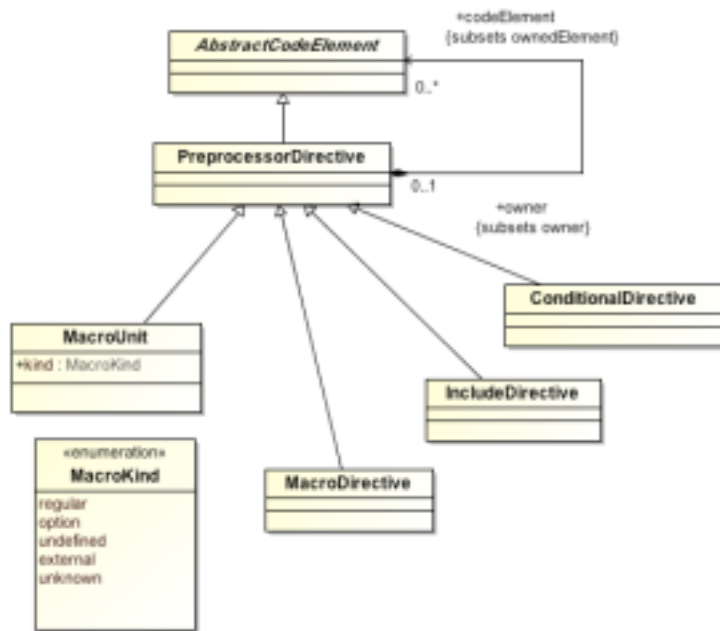 +codeElement
{subsets ownedElement}
AbstractCodeElement
0..*
PreprocessorDirective
0..1
+owner
{subsets owner}
ConditionalDirective
MacroUnit
+kind : MacroKind
IncludeDirective
«enumeration»
MacroKind
regular
option
undefined
external
unknown
MacroDirective